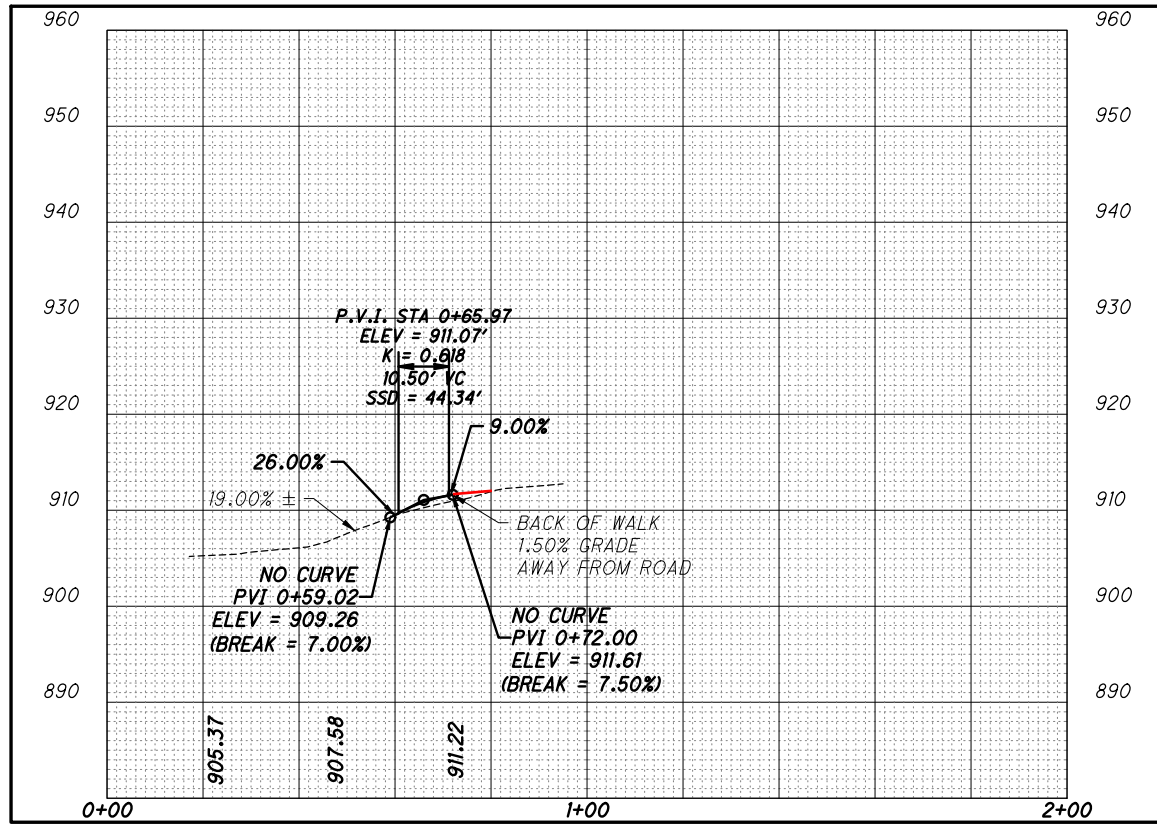 960
960
950
950
940
940
930
930
P.V.I. STA 0+65.97
ELEV = 911.07'
K = 0.618
10.50' VC
SSD = 44.34'
920
920
9.00%
26.00%
19.00% ±
910
910
BACK OF WALK
1.50% GRADE
AWAY FROM ROAD
NO CURVE
PVI 0+59.02
ELEV = 909.26
(BREAK = 7.00%)
900
900
NO CURVE
PVI 0+72.00
ELEV = 911.61
(BREAK = 7.50%)
890
890
905.37
907.58
911.22
0+00
1+00
2+00